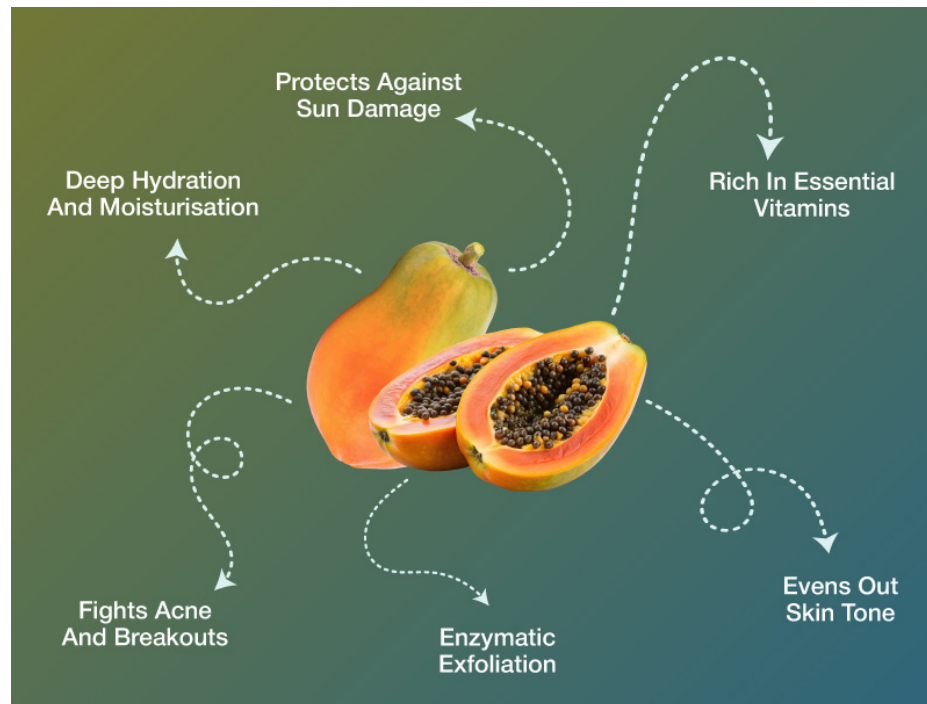 Protects Against
Sun Damage
Deep Hydration
And Moisturisation
Rich In Essential
Vitamins
Fights Acne
And Breakouts
Enzymatic
Exfoliation
Evens Out
Skin Tone